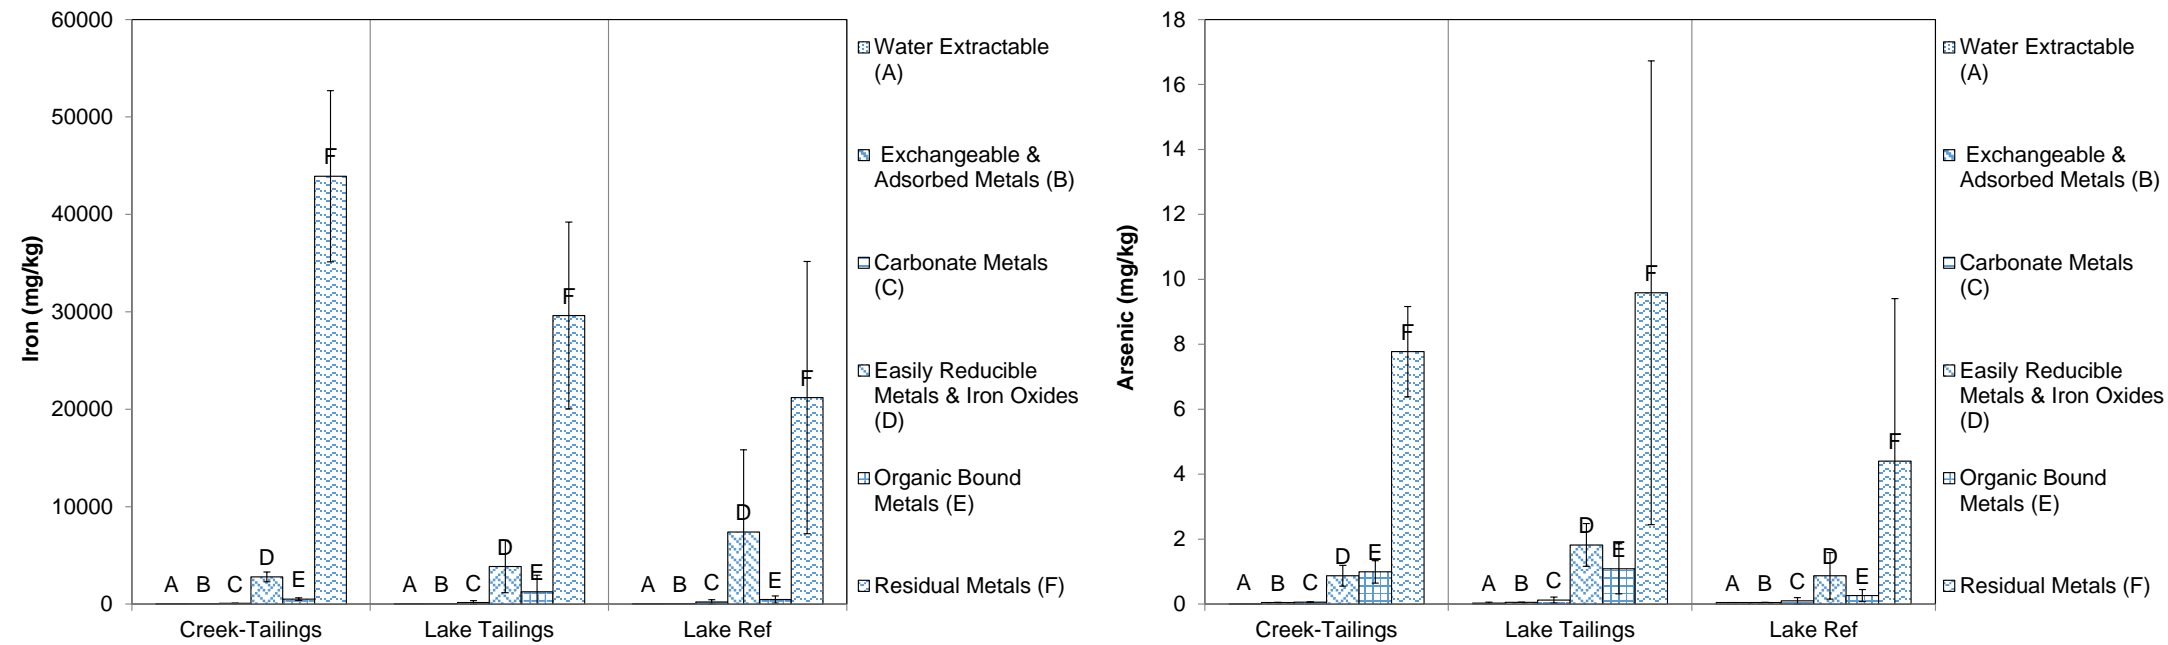 60000
50000
40000
30000
20000
10000
0
Iron (mg/kg)
A B C D E F
A B C D E F
A B C D E F
Creek-Tailings
Lake Tailings
Lake Ref
Water Extractable
(A)
Exchangeable &
Adsorbed Metals (B)
Carbonate Metals
(C)
Easily Reducible
Metals & Iron Oxides
(D)
Organic Bound
Metals (E)
Residual Metals (F)
18
16
14
12
10
8
6
4
2
0
Arsenic (mg/kg)
A B C D E F
A B C D E F
A B C D E F
Creek-Tailings
Lake Tailings
Lake Ref
Water Extractable
(A)
Exchangeable &
Adsorbed Metals (B)
Carbonate Metals
(C)
Easily Reducible
Metals & Iron Oxides
(D)
Organic Bound
Metals (E)
Residual Metals (F)